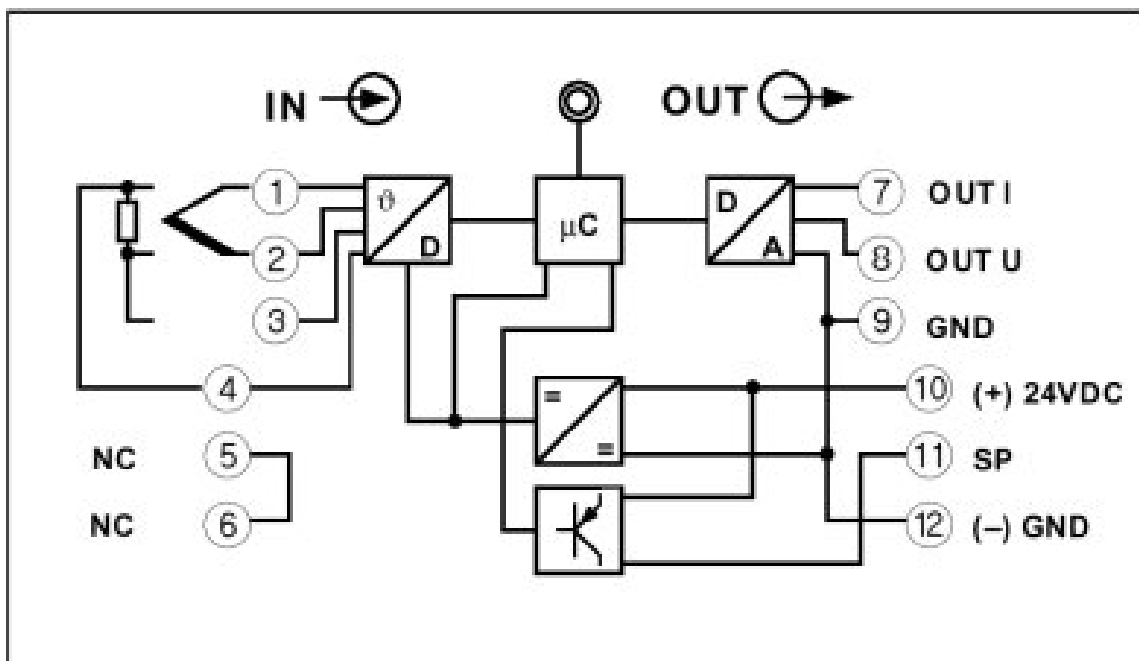 IN OUT
1 ϑ D μC D A 7 OUT I
2 8 OUT U
3 9 GND
4 = = 10 (+) 24VDC
NC 5 11 SP
NC 6 12 (–) GND